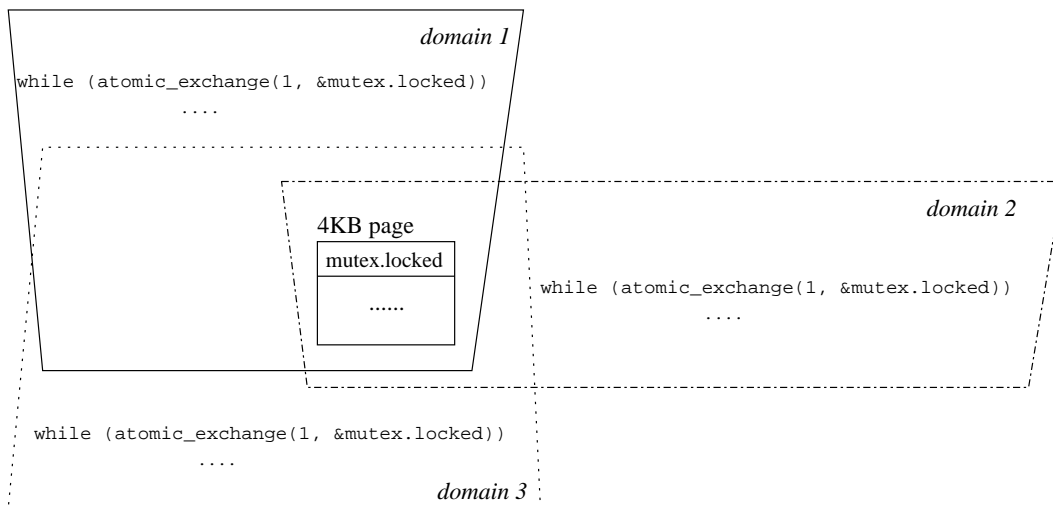 domain 1
while (atomic_exchange(1, &mutex.locked))
....
domain 2
4KB page
mutex.locked
......
while (atomic_exchange(1, &mutex.locked))
....
while (atomic_exchange(1, &mutex.locked))
....
domain 3